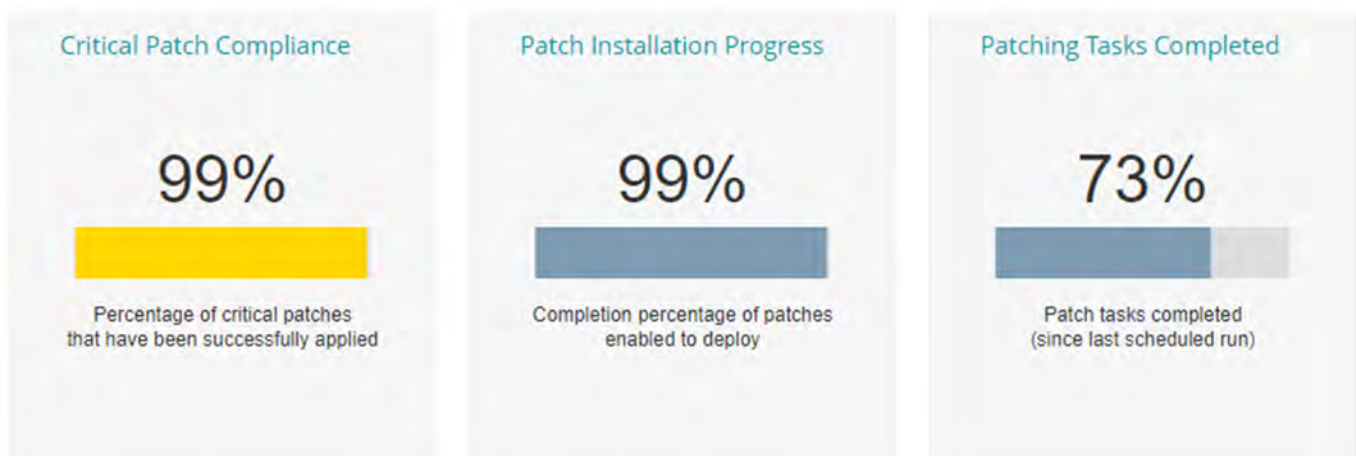 Critical Patch Compliance
99%
Percentage of critical patches
that have been successfully applied
Patch Installation Progress
99%
Completion percentage of patches
enabled to deploy
Patching Tasks Completed
73%
Patch tasks completed
(since last scheduled run)